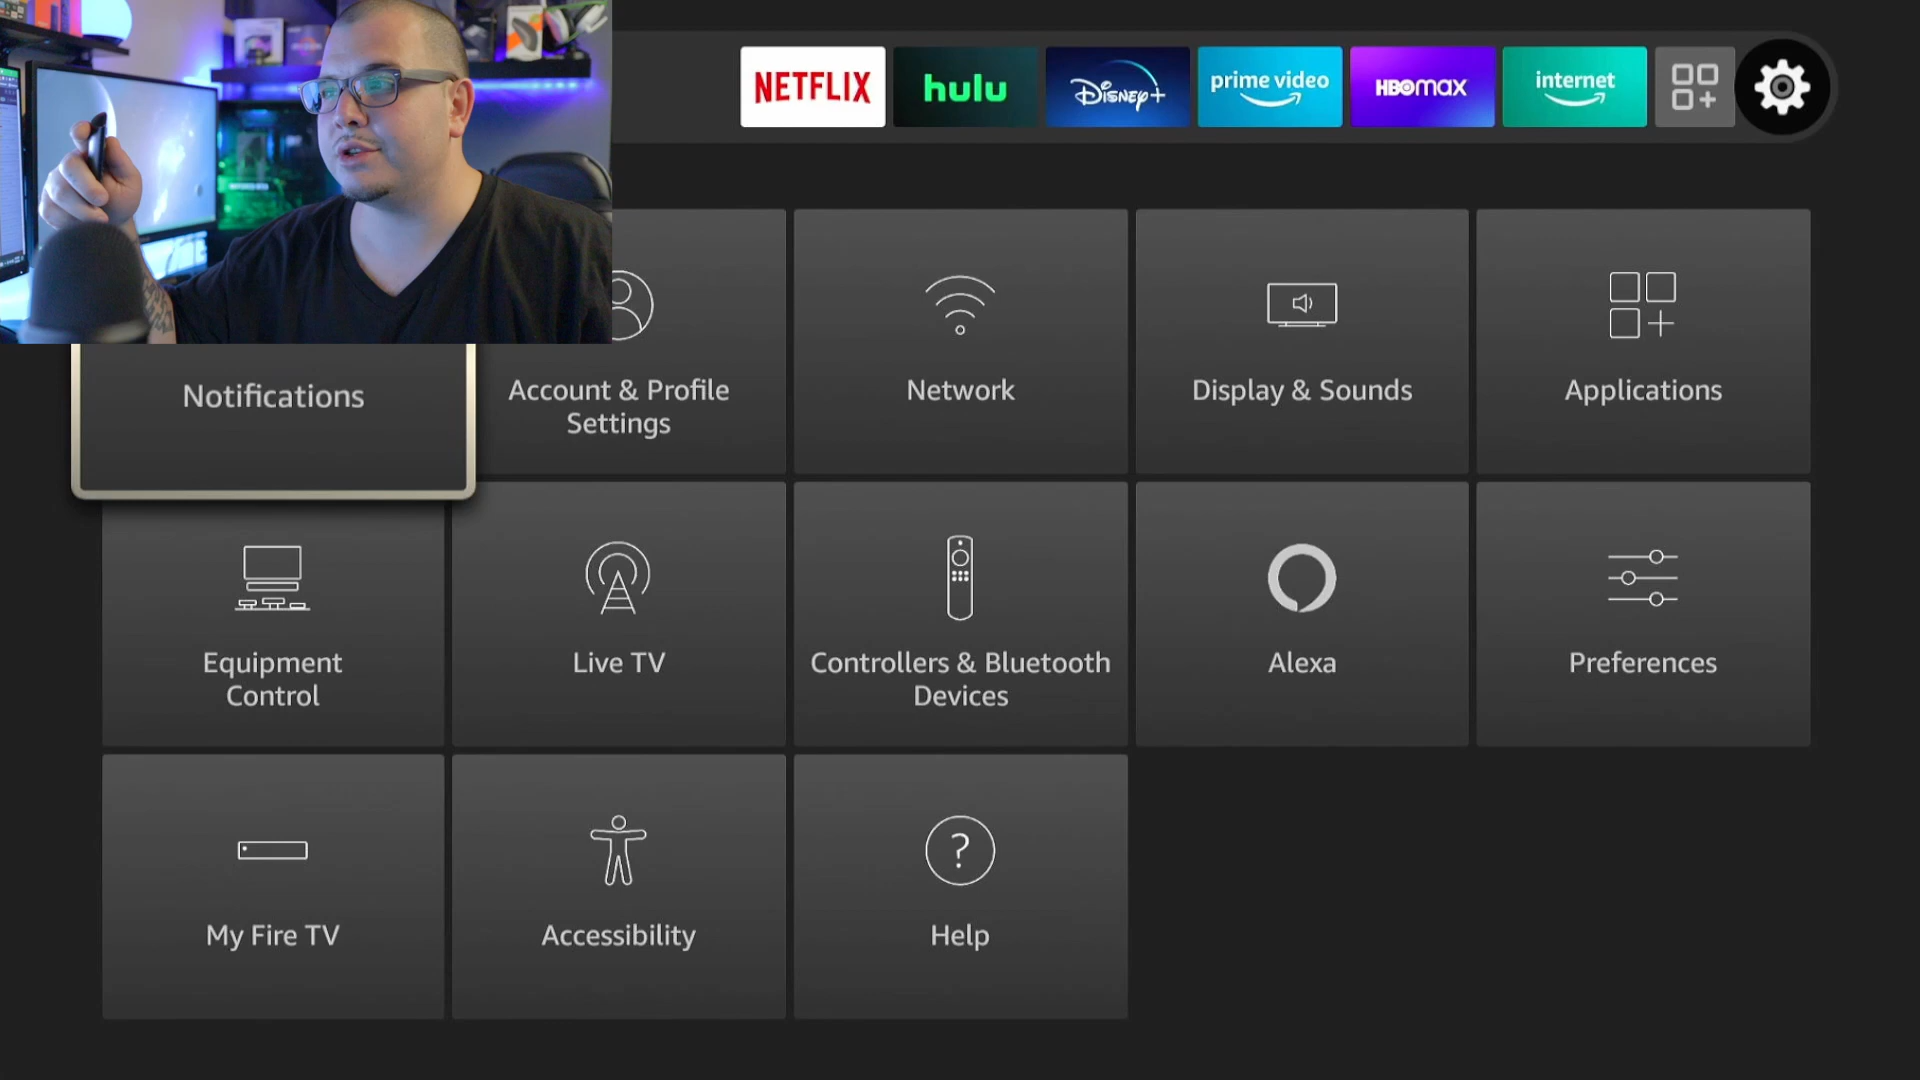 NETFLIX
hulu
Disney+
prime video
HBOMAX
internet
Notifications
Account & Profile
Settings
Network
Display & Sounds
Applications
Equipment
Control
Live TV
Controllers & Bluetooth
Devices
Alexa
Preferences
My Fire TV
Accessibility
?
Help